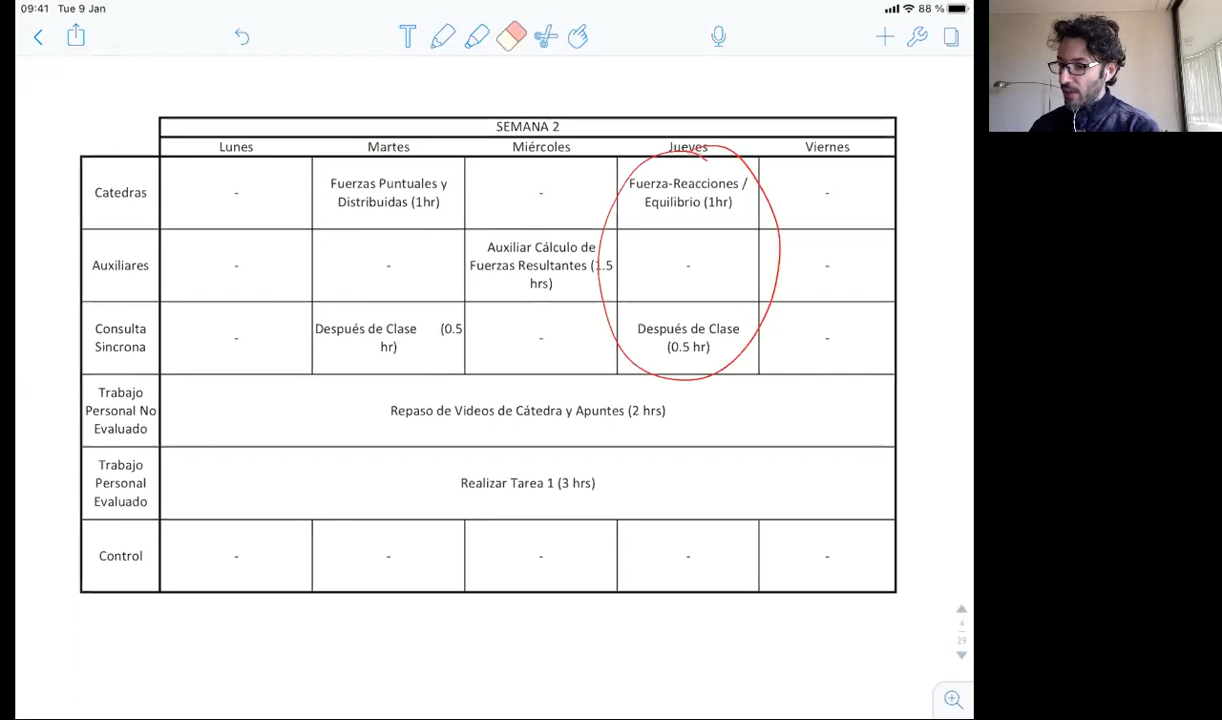 09:41 Tue 9 Jan
88 %
T
SEMANA 2
Lunes Martes Miércoles Jueves Viernes
Catedras
-
Fuerzas Puntuales y
Distribuidas (1hr)
-
Fuerza-Reacciones /
Equilibrio (1hr)
-
Auxiliares
-
-
Auxiliar Cálculo de
Fuerzas Resultantes (1.5
hrs)
-
-
Consulta
Sincrona
-
Después de Clase (0.5
hr)
-
Después de Clase
(0.5 hr)
-
Trabajo
Personal No
Evaluado
Repaso de Videos de Cátedra y Apuntes (2 hrs)
Trabajo
Personal
Evaluado
Realizar Tarea 1 (3 hrs)
Control
-
-
-
-
-
4
29